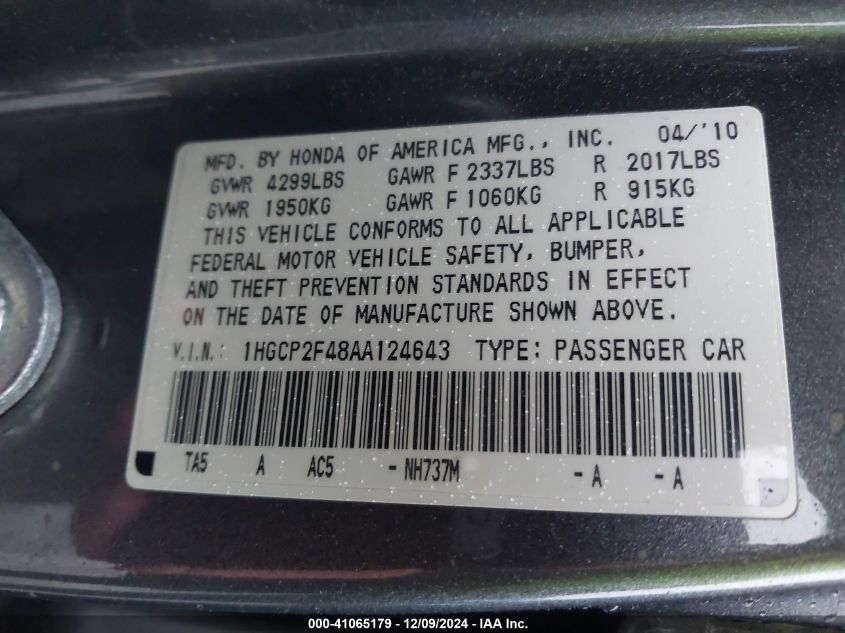 MFD. BY HONDA OF AMERICA MFG., INC. 04/'10
GVWR 4299LBS GAWR F 2337LBS R 2017LBS
GVWR 1950KG GAWR F 1060KG R 915KG
THIS VEHICLE CONFORMS TO ALL APPLICABLE
FEDERAL MOTOR VEHICLE SAFETY, BUMPER,
AND THEFT PREVENTION STANDARDS IN EFFECT
ON THE DATE OF MANUFACTURE SHOWN ABOVE.
V.I.N.: 1HGCP2F48AA124643 TYPE: PASSENGER CAR
TA5 A AC5 -NH737M -A -A
000-41065179 - 12/09/2024 - IAA Inc.